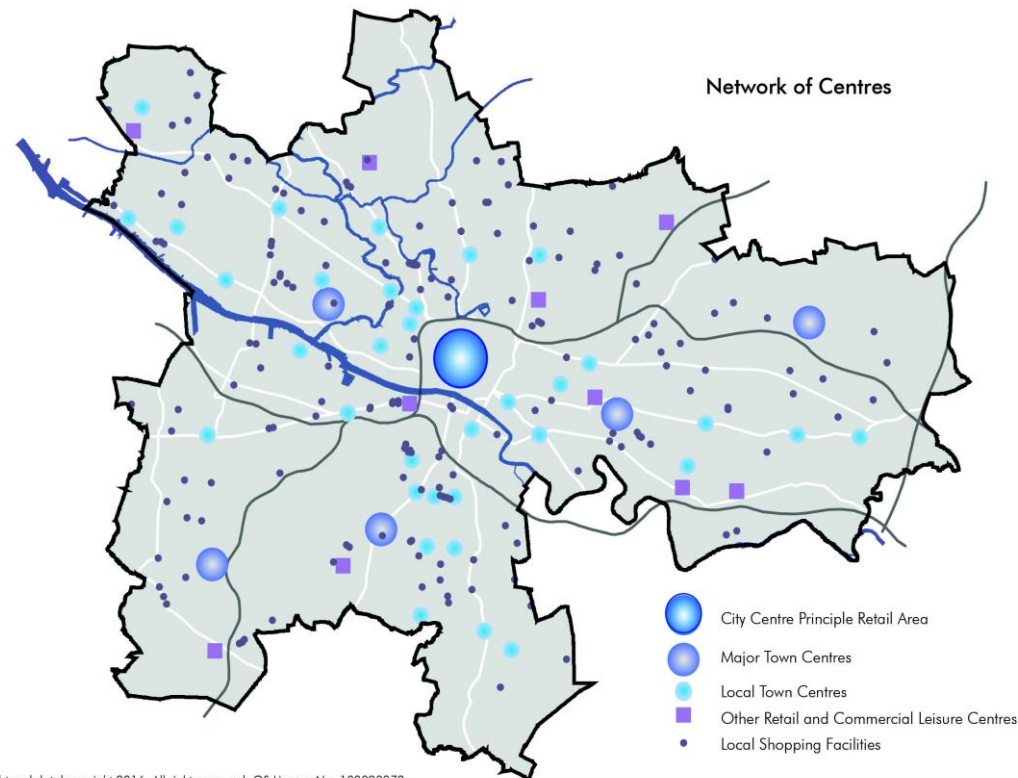 Network of Centres
City Centre Principle Retail Area
Major Town Centres
Local Town Centres
Other Retail and Commercial Leisure Centres
Local Shopping Facilities